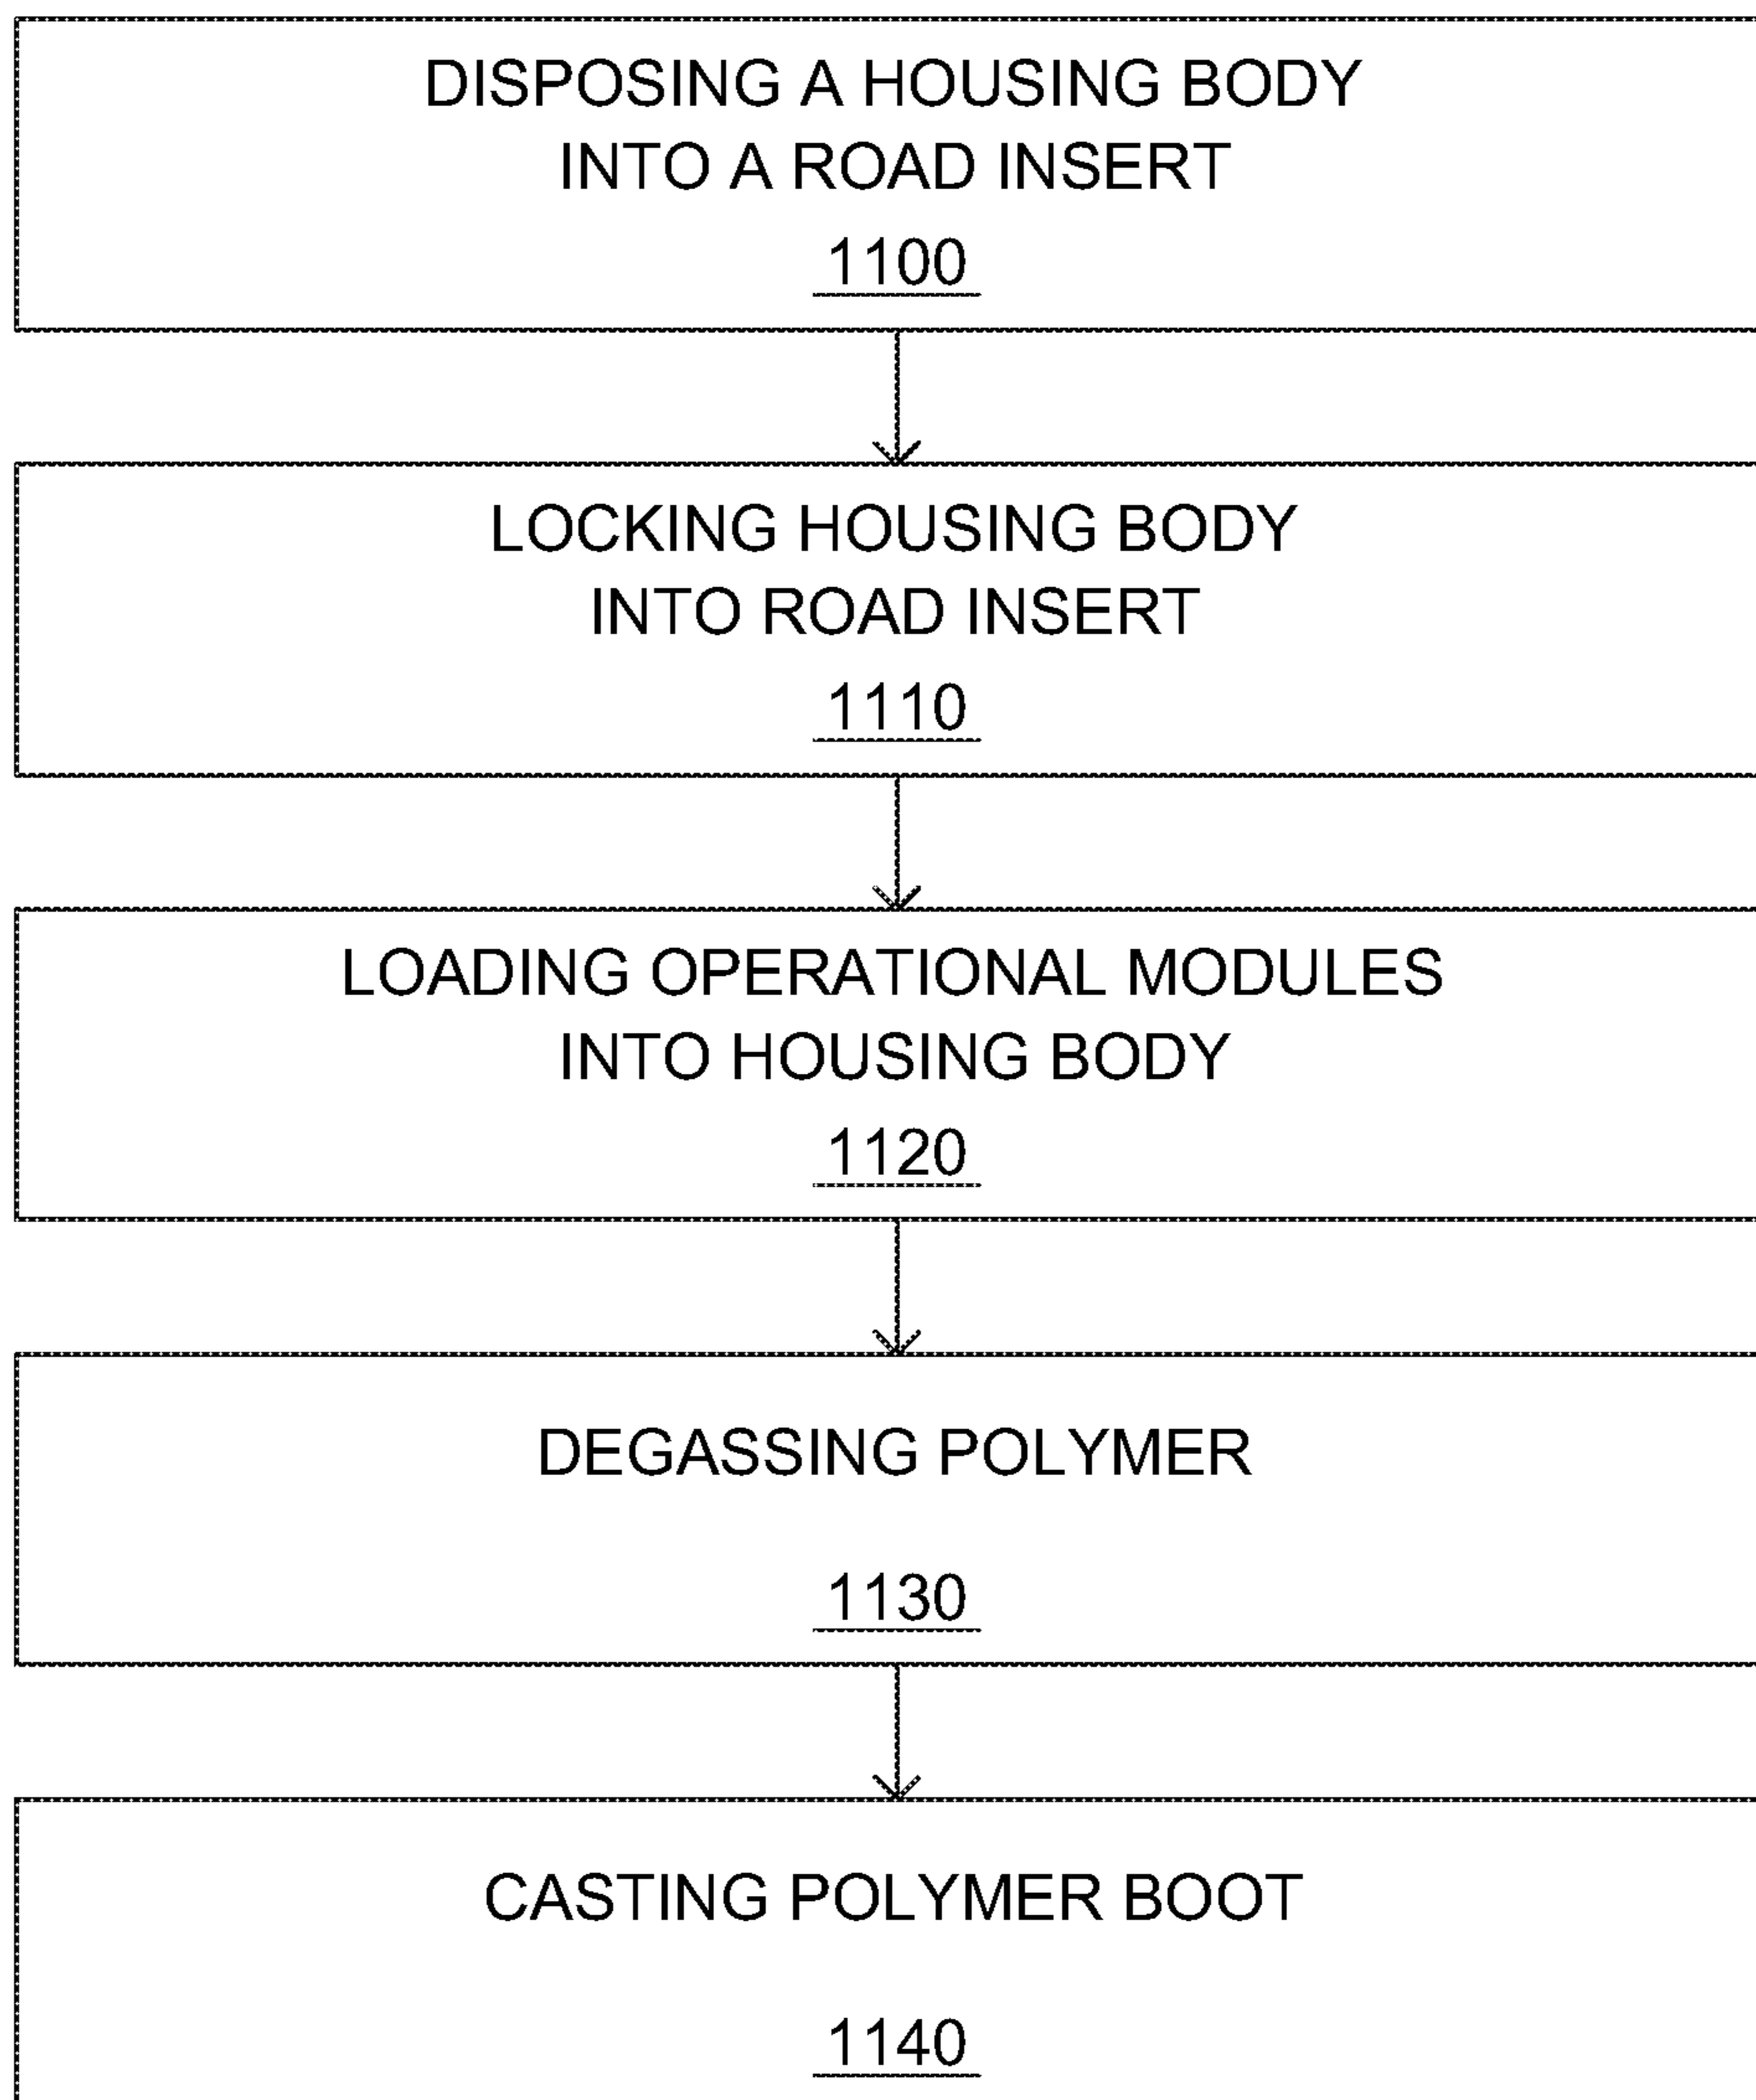 DISPOSING A HOUSING BODY
INTO A ROAD INSERT
1100
LOCKING HOUSING BODY
INTO ROAD INSERT
1110
LOADING OPERATIONAL MODULES
INTO HOUSING BODY
1120
DEGASSING POLYMER
1130
CASTING POLYMER BOOT
1140